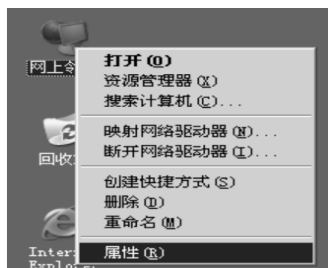 网上
打开(O)
资源管理器(X)
搜索计算机(C)...
映射网络驱动器(N)...
断开网络驱动器(I)...
回收
创建快捷方式(S)
删除(D)
重命名(M)
属性(R)
Inter
Explorer